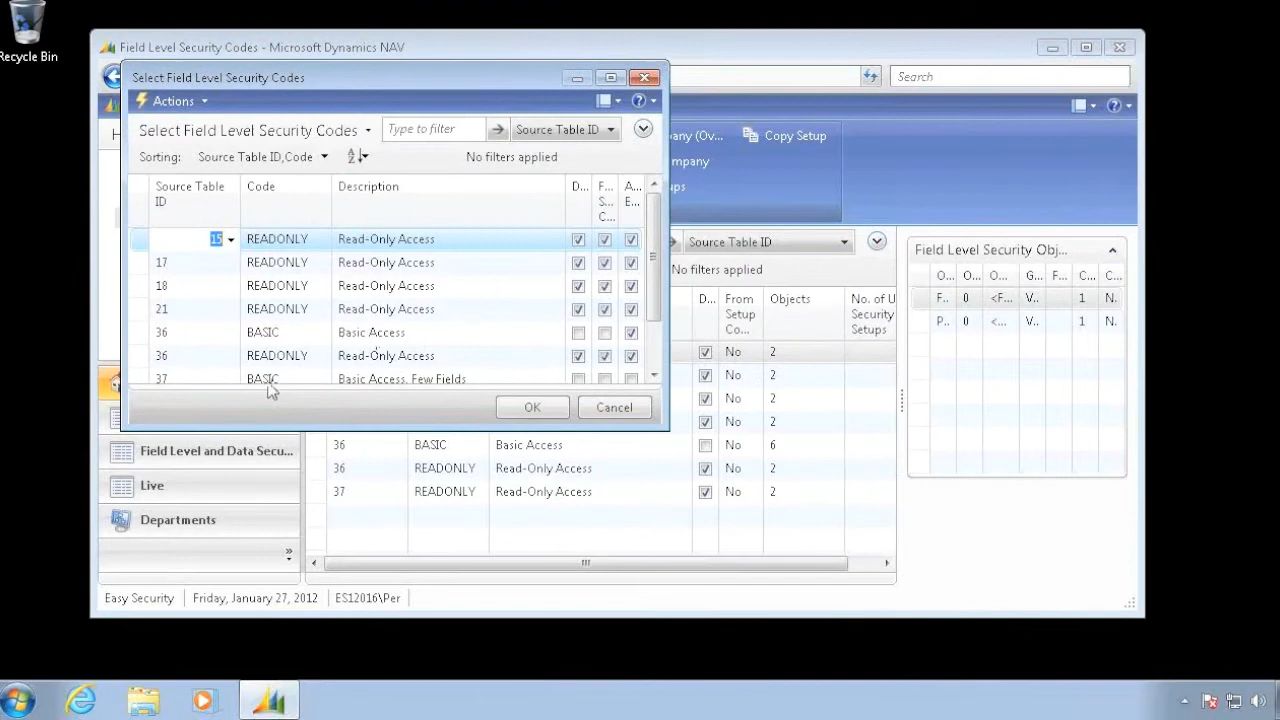 Recycle Bin
Field Level Security Codes - Microsoft Dynamics NAV
Search
Select Field Level Security Codes
Actions
Select Field Level Security Codes
Type to filter
Source Table ID
Sorting: Source Table ID,Code
No filters applied
Source Table ID
Code
Description
D...
F... S... C...
A... E...
15 READONLY Read-Only Access
17 READONLY Read-Only Access
18 READONLY Read-Only Access
21 READONLY Read-Only Access
36 BASIC Basic Access
36 READONLY Read-Only Access
37 BASIC Basic Access, Few Fields
OK
Cancel
(Ov...
Copy Setup
Source Table ID
No filters applied
D...
From Setup Co...
Objects
No. of U
Security
Setups
No 2
No 2
No 2
No 2
36 BASIC Basic Access No 6
36 READONLY Read-Only Access No 2
37 READONLY Read-Only Access No 2
Field Level Security Obj...
O... O... O... G... F... C... C...
F.. 0 <F... V... 1 N.
P.. 0 <... V... 1 N.
Field Level and Data Secu...
Live
Departments
Easy Security
Friday, January 27, 2012
ES12016\Per